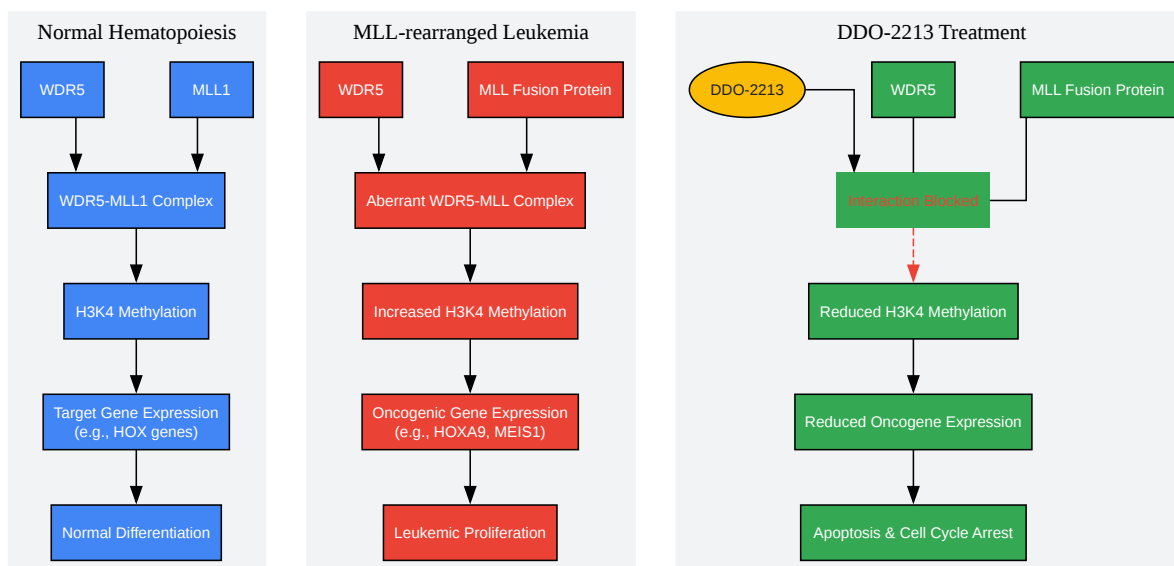 Normal Hematopoiesis
WDR5
MLL1
WDR5-MLL1 Complex
H3K4 Methylation
Target Gene Expression
(e.g., HOX genes)
Normal Differentiation
MLL-rearranged Leukemia
WDR5
MLL Fusion Protein
Aberrant WDR5-MLL Complex
Increased H3K4 Methylation
Oncogenic Gene Expression
(e.g., HOXA9, MEIS1)
Leukemic Proliferation
DDO-2213 Treatment
DDO-2213
WDR5
MLL Fusion Protein
Interaction Blocked
Reduced H3K4 Methylation
Reduced Oncogene Expression
Apoptosis & Cell Cycle Arrest